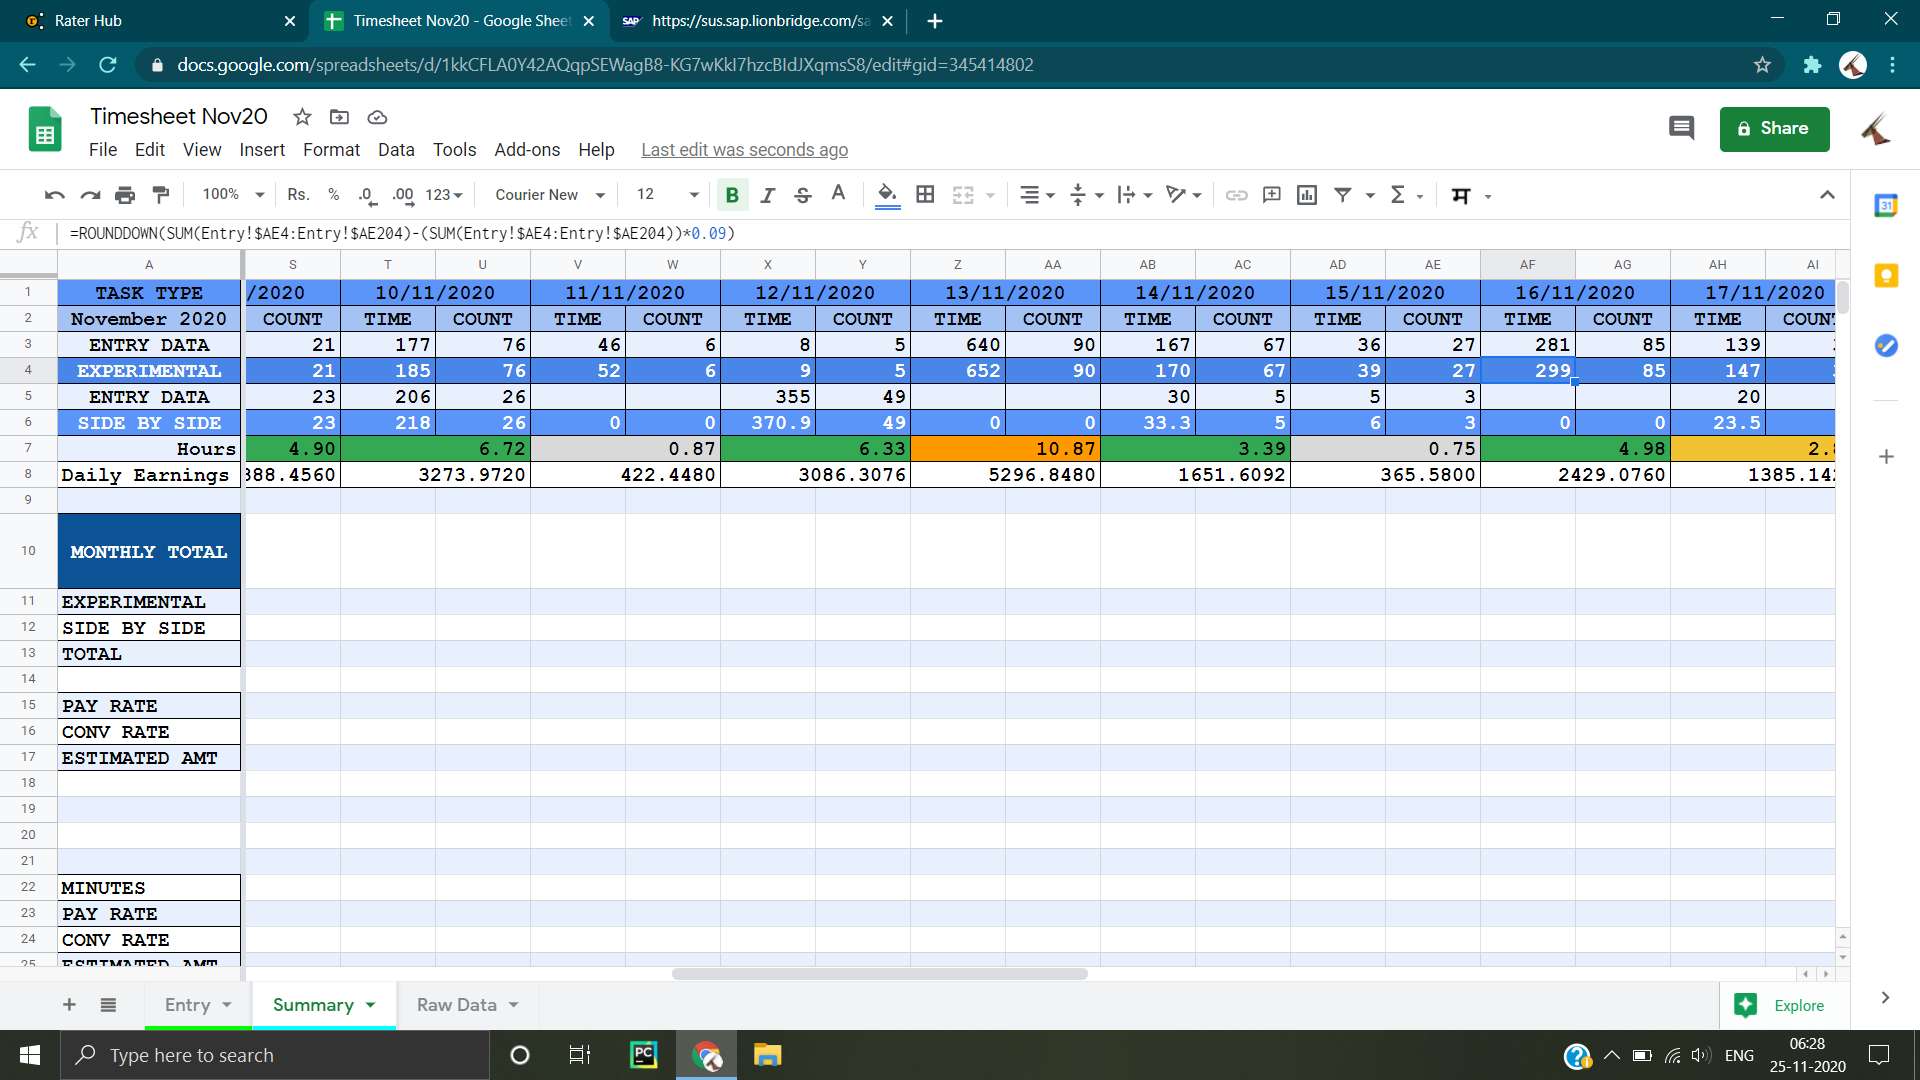 Rater Hub
Timesheet Nov20 - Google Sheet
SAP https://sus.sap.lionbridge.com/sa
docs.google.com/spreadsheets/d/1kkCFLA0Y42AQqpSEWagB8-KG7wKkI7hzcBIdJXqmsS8/edit#gid=345414802
Timesheet Nov20
Share
File Edit View Insert Format Data Tools Add-ons Help Last edit was seconds ago
100% Rs. % .0 .00 123 Courier New 12 B I S A Σ म
fx =ROUNDDOWN(SUM(Entry!$AE4:Entry!$AE204)-(SUM(Entry!$AE4:Entry!$AE204))*0.09)
A S T U V W X Y Z AA AB AC AD AE AF AG AH AI
1 TASK TYPE /2020 10/11/2020 11/11/2020 12/11/2020 13/11/2020 14/11/2020 15/11/2020 16/11/2020 17/11/2020
2 November 2020 COUNT TIME COUNT TIME COUNT TIME COUNT TIME COUNT TIME COUNT TIME COUNT TIME COUNT TIME COUNT
3 ENTRY DATA 21 177 76 46 6 8 5 640 90 167 67 36 27 281 85 139
4 EXPERIMENTAL 21 185 76 52 6 9 5 652 90 170 67 39 27 299 85 147
5 ENTRY DATA 23 206 26 355 49 30 5 5 3 20
6 SIDE BY SIDE 23 218 26 0 0 370.9 49 0 0 33.3 5 6 3 0 0 23.5
7 Hours 4.90 6.72 0.87 6.33 10.87 3.39 0.75 4.98 2.
8 Daily Earnings 388.4560 3273.9720 422.4480 3086.3076 5296.8480 1651.6092 365.5800 2429.0760 1385.14
9
10 MONTHLY TOTAL
11 EXPERIMENTAL
12 SIDE BY SIDE
13 TOTAL
14
15 PAY RATE
16 CONV RATE
17 ESTIMATED AMT
18
19
20
21
22 MINUTES
23 PAY RATE
24 CONV RATE
25 ESTIMATED AMT
Entry Summary Raw Data Explore
Type here to search
PC
ENG
06:28
25-11-2020
31